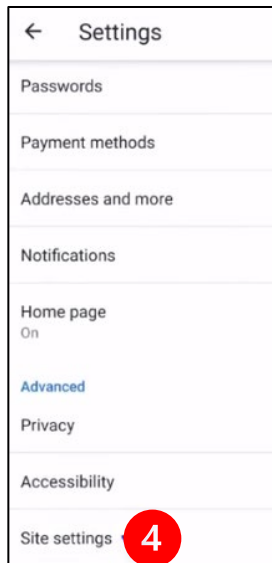 Settings
Passwords
Payment methods
Addresses and more
Notifications
Home page
On
Advanced
Privacy
Accessibility
Site settings 4